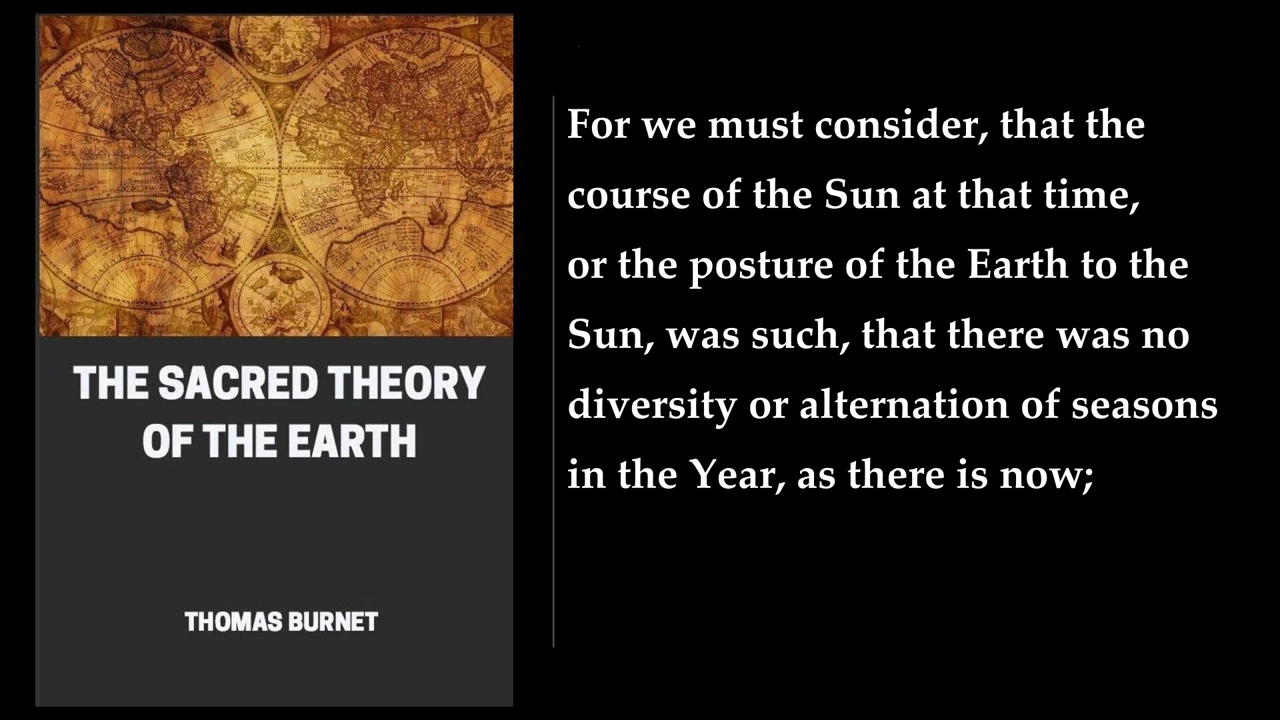 THE SACRED THEORY
OF THE EARTH
THOMAS BURNET
For we must consider, that the
course of the Sun at that time,
or the posture of the Earth to the
Sun, was such, that there was no
diversity or alternation of seasons
in the Year, as there is now;